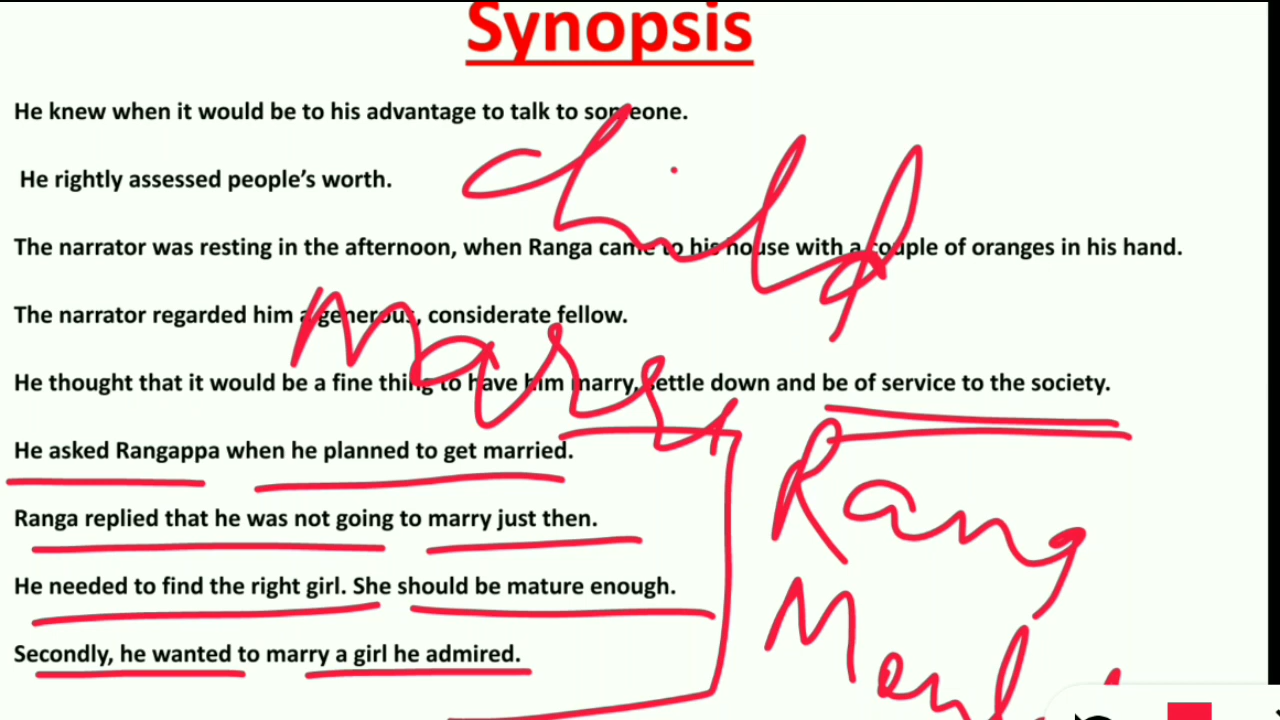 Synopsis
He knew when it would be to his advantage to talk to someone.
He rightly assessed people's worth.
The narrator was resting in the afternoon, when Ranga came to his house with a couple of oranges in his hand.
The narrator regarded him a generous, considerate fellow.
He thought that it would be a fine thing to have him marry, settle down and be of service to the society.
He asked Rangappa when he planned to get married.
Ranga replied that he was not going to marry just then.
He needed to find the right girl. She should be mature enough.
Secondly, he wanted to marry a girl he admired.
Child
Rang